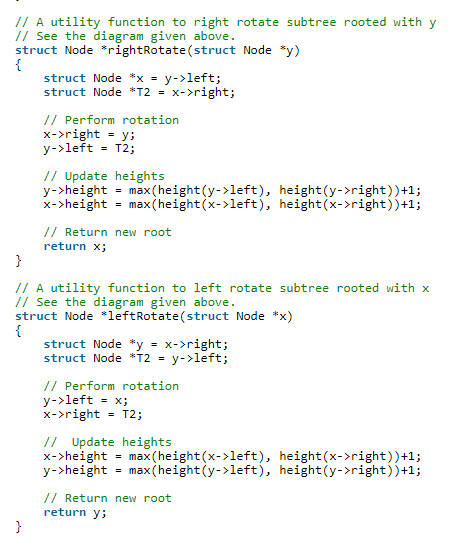 // A utility function to right rotate subtree rooted with y
// See the diagram given above.
struct Node *rightRotate(struct Node *y)
{
    struct Node *x = y->left;
    struct Node *T2 = x->right;

    // Perform rotation
    x->right = y;
    y->left = T2;

    // Update heights
    y->height = max(height(y->left), height(y->right))+1;
    x->height = max(height(x->left), height(x->right))+1;

    // Return new root
    return x;
}

// A utility function to left rotate subtree rooted with x
// See the diagram given above.
struct Node *leftRotate(struct Node *x)
{
    struct Node *y = x->right;
    struct Node *T2 = y->left;

    // Perform rotation
    y->left = x;
    x->right = T2;

    //  Update heights
    x->height = max(height(x->left), height(x->right))+1;
    y->height = max(height(y->left), height(y->right))+1;

    // Return new root
    return y;
}